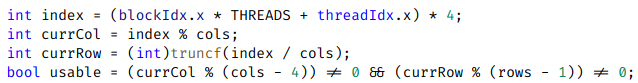 int index = (blockIdx.x * THREADS + threadIdx.x) * 4;
int currCol = index % cols;
int currRow = (int)truncf(index / cols);
bool usable = (currCol % (cols - 4)) ≠ 0 && (currRow % (rows - 1)) ≠ 0;